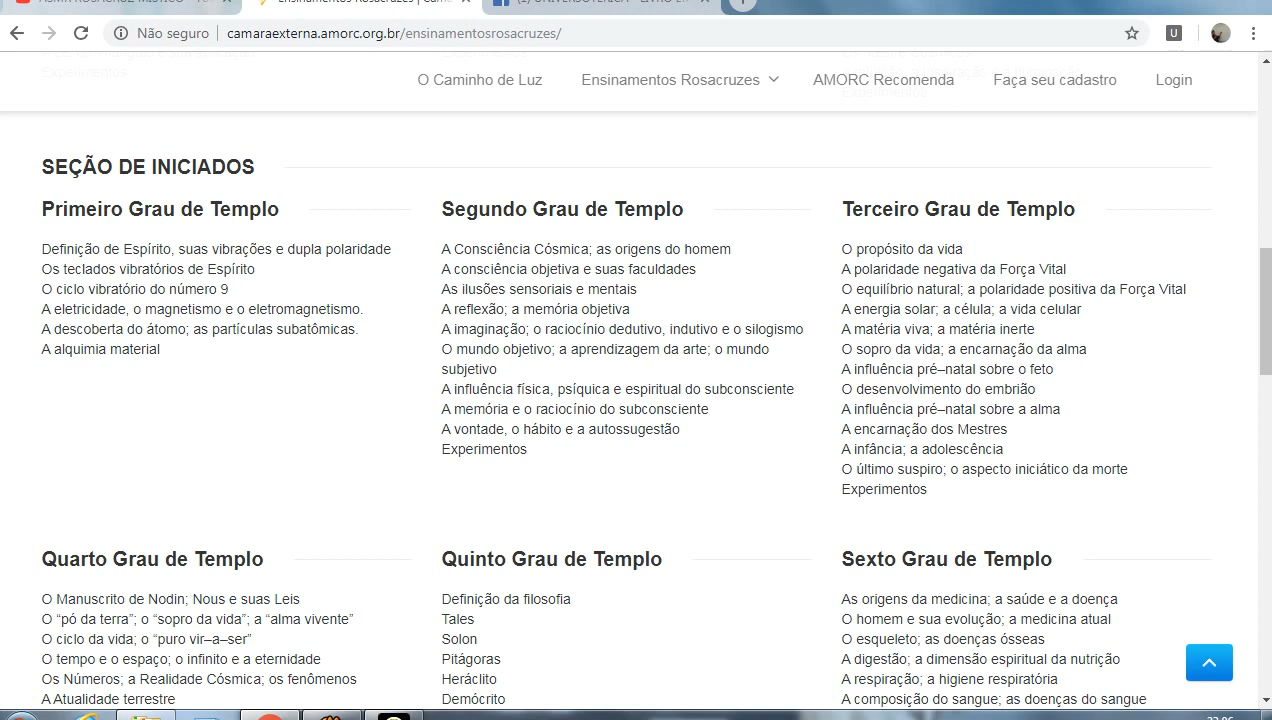 Não seguro
camaraexterna.amorc.org.br/ensinamentosrosacruzes/
U
O Caminho de Luz
Ensinamentos Rosacruzes
AMORC Recomenda
Faça seu cadastro
Login
SEÇÃO DE INICIADOS
Primeiro Grau de Templo
Definição de Espírito, suas vibrações e dupla polaridade
Os teclados vibratórios de Espírito
O ciclo vibratório do número 9
A eletricidade, o magnetismo e o eletromagnetismo.
A descoberta do átomo; as partículas subatômicas.
A alquimia material
Segundo Grau de Templo
A Consciência Cósmica; as origens do homem
A consciência objetiva e suas faculdades
As ilusões sensoriais e mentais
A reflexão; a memória objetiva
A imaginação; o raciocínio dedutivo, indutivo e o silogismo
O mundo objetivo; a aprendizagem da arte; o mundo
subjetivo
A influência física, psíquica e espiritual do subconsciente
A memória e o raciocínio do subconsciente
A vontade, o hábito e a autossugestão
Experimentos
Terceiro Grau de Templo
O propósito da vida
A polaridade negativa da Força Vital
O equilíbrio natural; a polaridade positiva da Força Vital
A energia solar; a célula; a vida celular
A matéria viva; a matéria inerte
O sopro da vida; a encarnação da alma
A influência pré–natal sobre o feto
O desenvolvimento do embrião
A influência pré–natal sobre a alma
A encarnação dos Mestres
A infância; a adolescência
O último suspiro; o aspecto iniciático da morte
Experimentos
Quarto Grau de Templo
O Manuscrito de Nodin; Nous e suas Leis
O “pó da terra”; o “sopro da vida”; a “alma vivente”
O ciclo da vida; o “puro vir–a–ser”
O tempo e o espaço; o infinito e a eternidade
Os Números; a Realidade Cósmica; os fenômenos
A Atualidade terrestre
Quinto Grau de Templo
Definição da filosofia
Tales
Solon
Pitágoras
Heráclito
Demócrito
Sexto Grau de Templo
As origens da medicina; a saúde e a doença
O homem e sua evolução; a medicina atual
O esqueleto; as doenças ósseas
A digestão; a dimensão espiritual da nutrição
A respiração; a higiene respiratória
A composição do sangue; as doenças do sangue